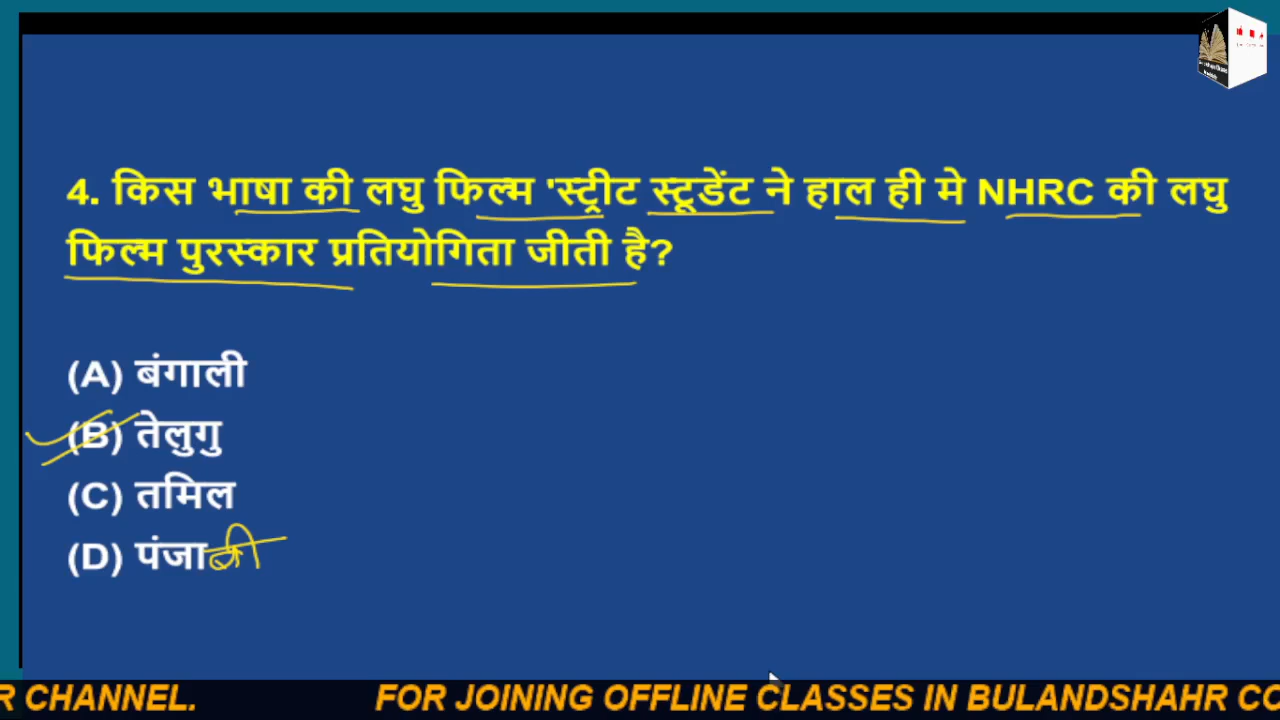 4. किस भाषा की लघु फिल्म 'स्ट्रीट स्टूडेंट ने हाल ही मे NHRC की लघु
फिल्म पुरस्कार प्रतियोगिता जीती है?
(A) बंगाली
(B) तेलुगु
(C) तमिल
(D) पंजाबी
R CHANNEL. FOR JOINING OFFLINE CLASSES IN BULANDSHAHR CO